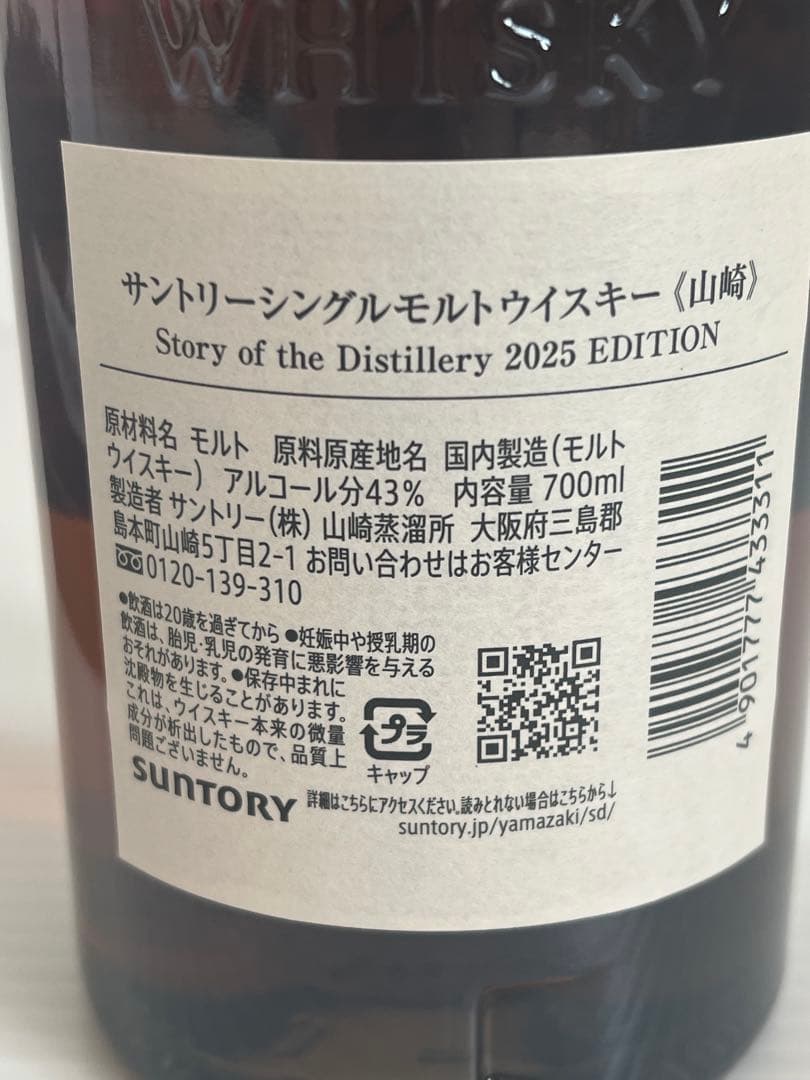 WHISKY
サントリーシングルモルトウイスキー《山崎》
Story of the Distillery 2025 EDITION
原材料名 モルト 原料原産地名 国内製造(モルト
ウイスキー) アルコール分43% 内容量 700ml
製造者 サントリー(株) 山崎蒸溜所 大阪府三島郡
島本町山崎5丁目2-1 お問い合わせはお客様センター
0120-139-310
●飲酒は20歳を過ぎてから ●妊娠中や授乳期の
飲酒は、胎児・乳児の発育に悪影響を与える
おそれがあります。●保存中まれに
沈殿物を生じることがあります。
これは、ウイスキー本来の微量
成分が析出したもので、品質上
問題ございません。
プラ
キャップ
SUNTORY
詳細はこちらにアクセスください。読みとれない場合はこちらから↓
suntory.jp/yamazaki/sd/
4 901777 433311